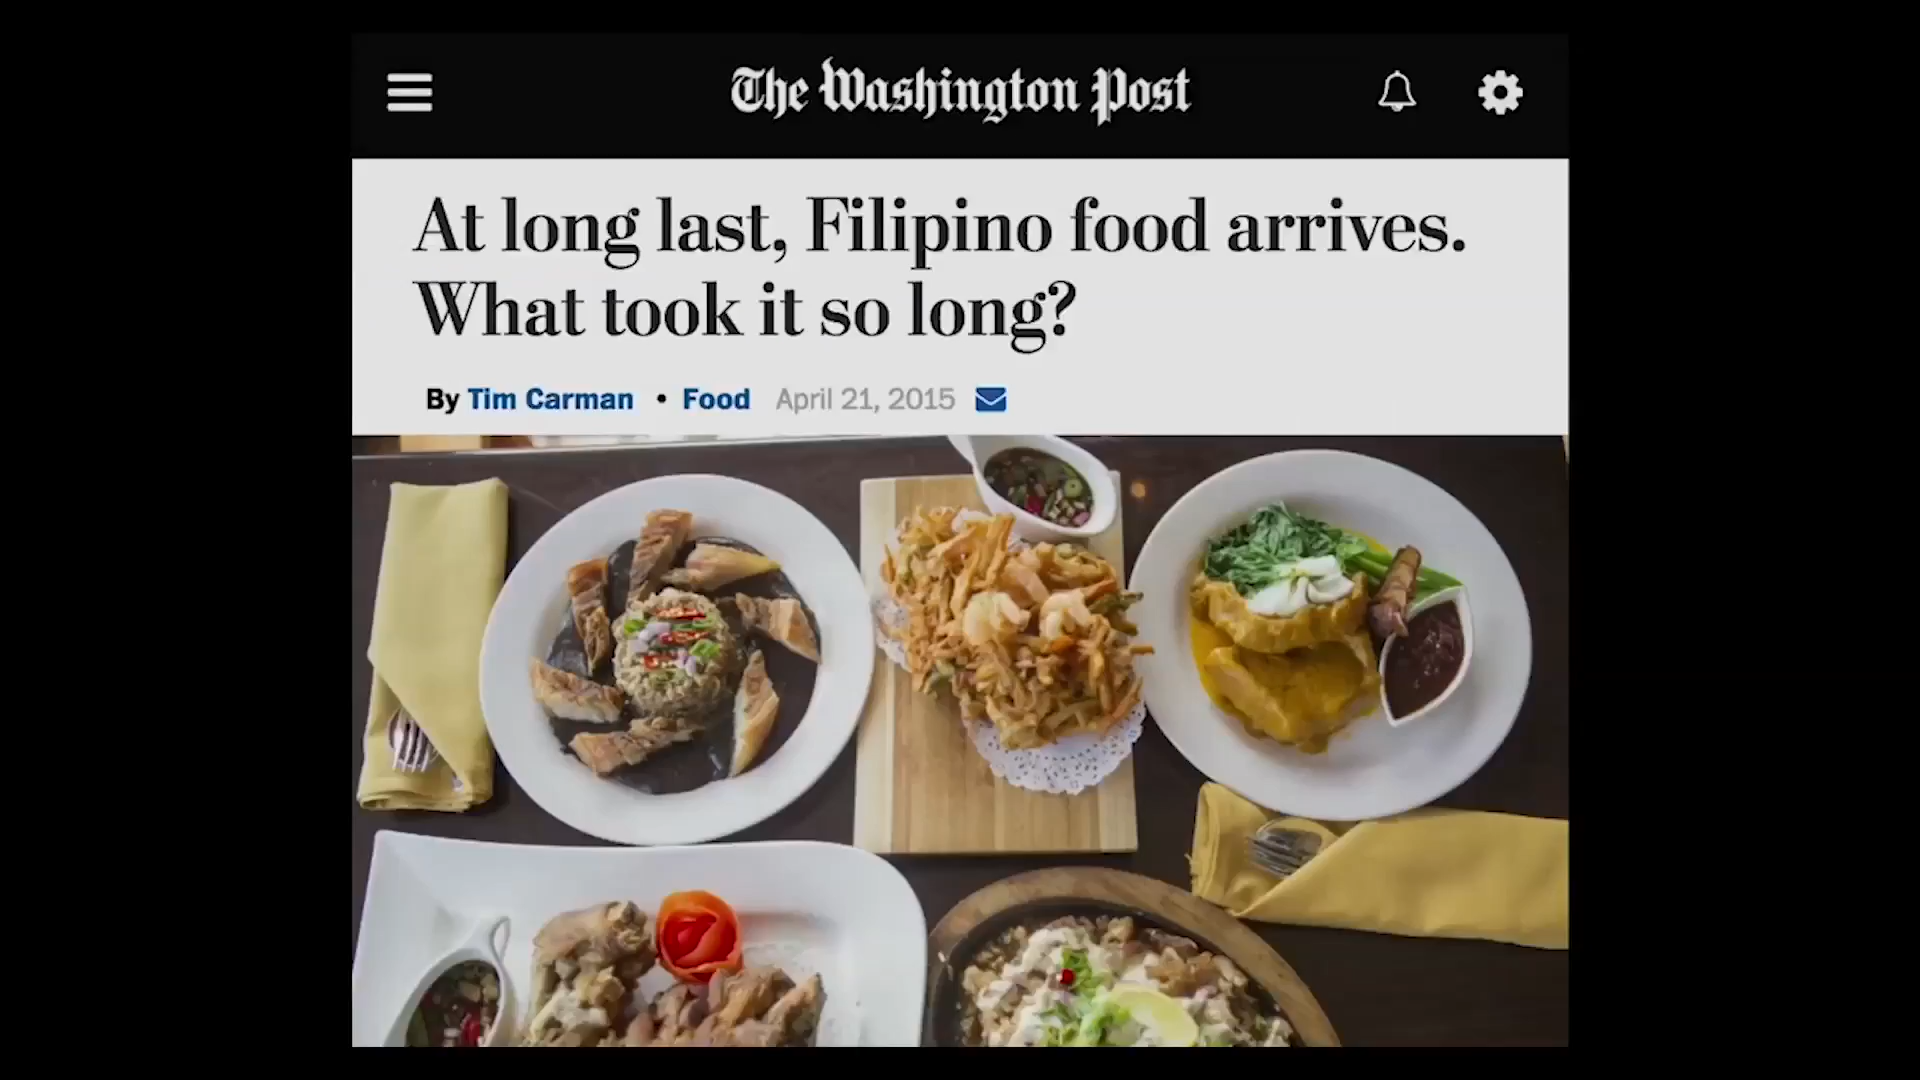 The Washington Post
At long last, Filipino food arrives.
What took it so long?
By Tim Carman • Food April 21, 2015